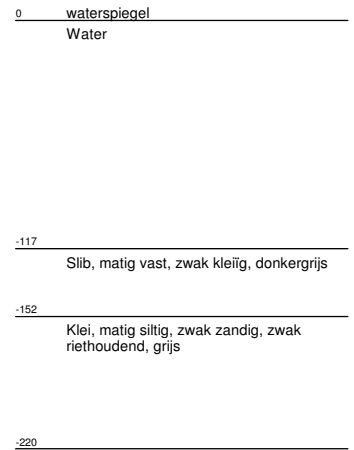 0 waterspiegel
Water
-117
Slib, matig vast, zwak kleiïg, donkergrijs
-152
Klei, matig siltig, zwak zandig, zwak
riethoudend, grijs
-220